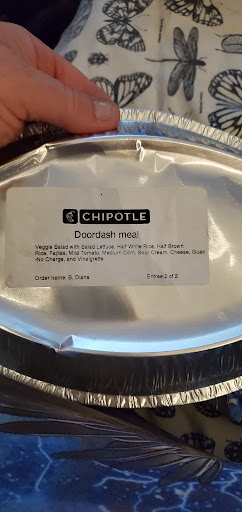 CHIPOTLE
Doordash meal
Veggie Salad with Salad Lettuce, Half White Rice, Half Brown
Rice, Fajitas, Mild Tomato, Medium Corn, Sour Cream, Cheese, Guac
-No Charge, and Vinaigrette
Order name: B, Diana
Entree 2 of 2